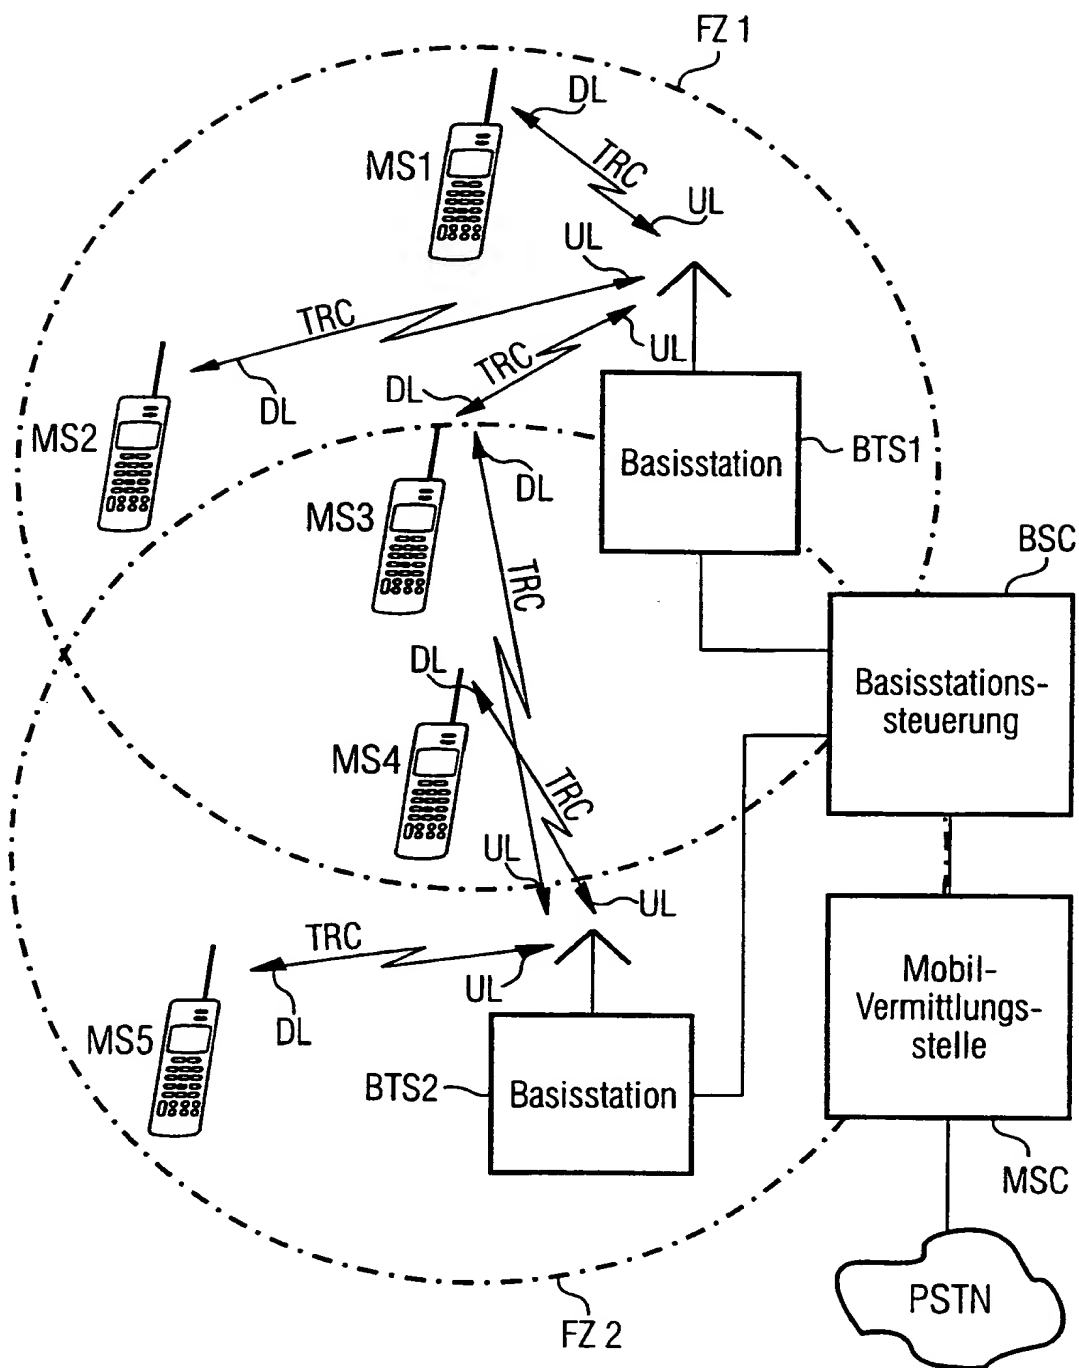 FZ 1
DL
MS1
TRC
UL
UL
TRC
UL
TRC
DL
DL
MS2
Basisstation
BTS1
DL
MS3
BSC
TRC
DL
Basisstations-
steuerung
MS4
TRC
UL
UL
TRC
UL
DL
MS5
Mobil-
Vermittlungs-
stelle
BTS2
Basisstation
MSC
PSTN
FZ 2